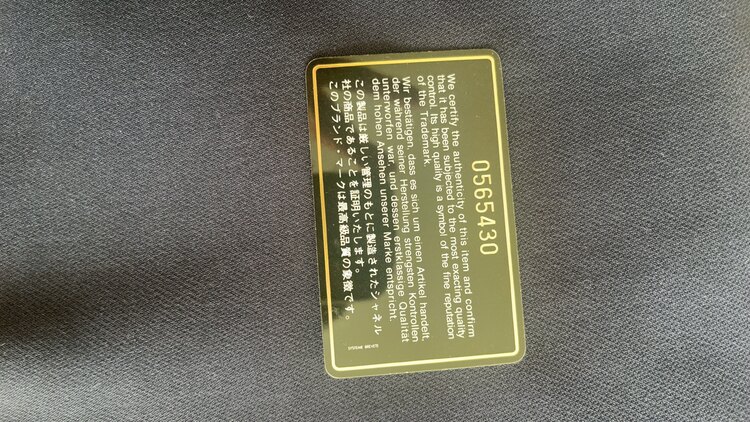 0565430
We certify the authenticity of this item and confirm
that it has been subjected to the most exacting quality
control. Its high quality is a symbol of the fine reputation
of the Trademark.
Wir bestätigen, dass es sich um einen Artikel handelt,
der während seiner Herstellung strengsten Kontrollen
unterworfen war, und dessen erstklassige Qualität
dem hohen Ansehen unserer Marke entspricht.
この製品は厳しい管理のもとに製造されたシャネル
社の商品であることを証明いたします。
このブランド・マークは最高級品質の象徴です。
SYSTEME BREVETE